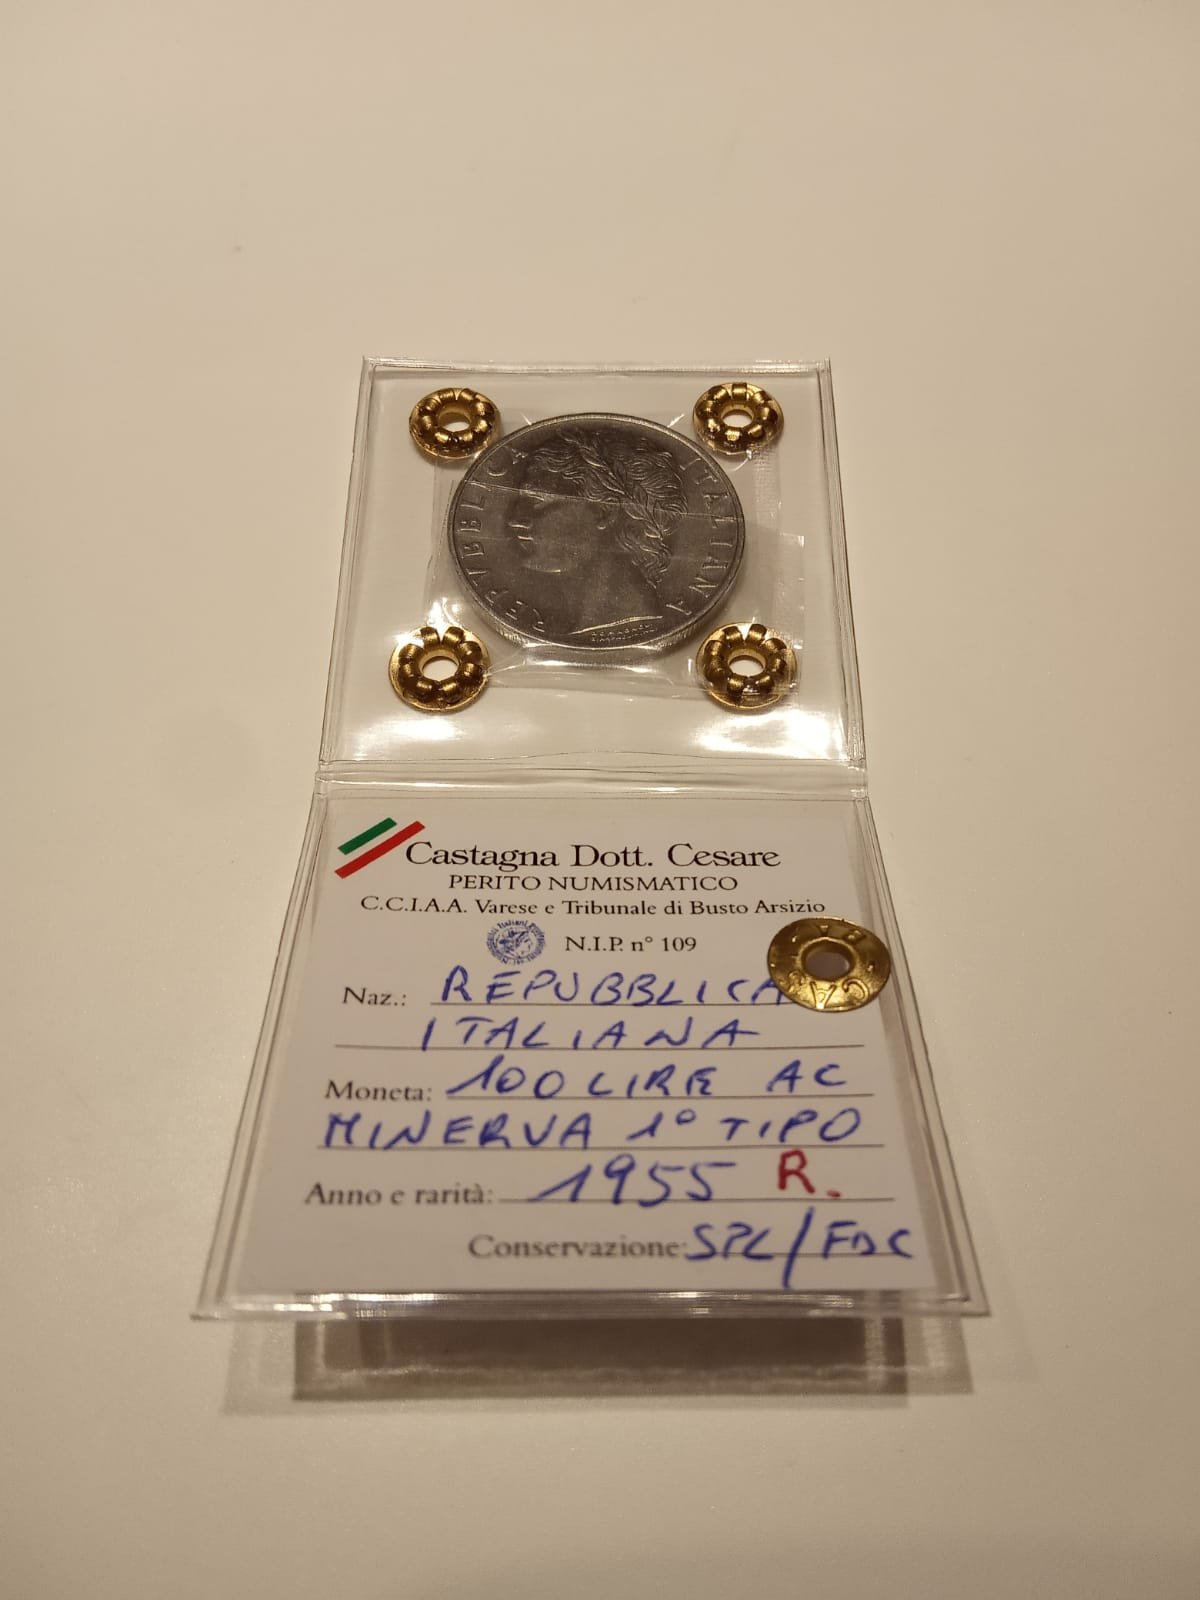 REPVBBLICA ITALIANA
Castagna Dott. Cesare
PERITO NUMISMATICO
C.C.I.A.A. Varese e Tribunale di Busto Arsizio
N.I.P. n° 109
Naz.: REPUBBLICA
ITALIANA
Moneta: 100 LIRE AC
MINERVA 1° TIPO
Anno e rarità: 1955 R.
Conservazione: SPL/FDC